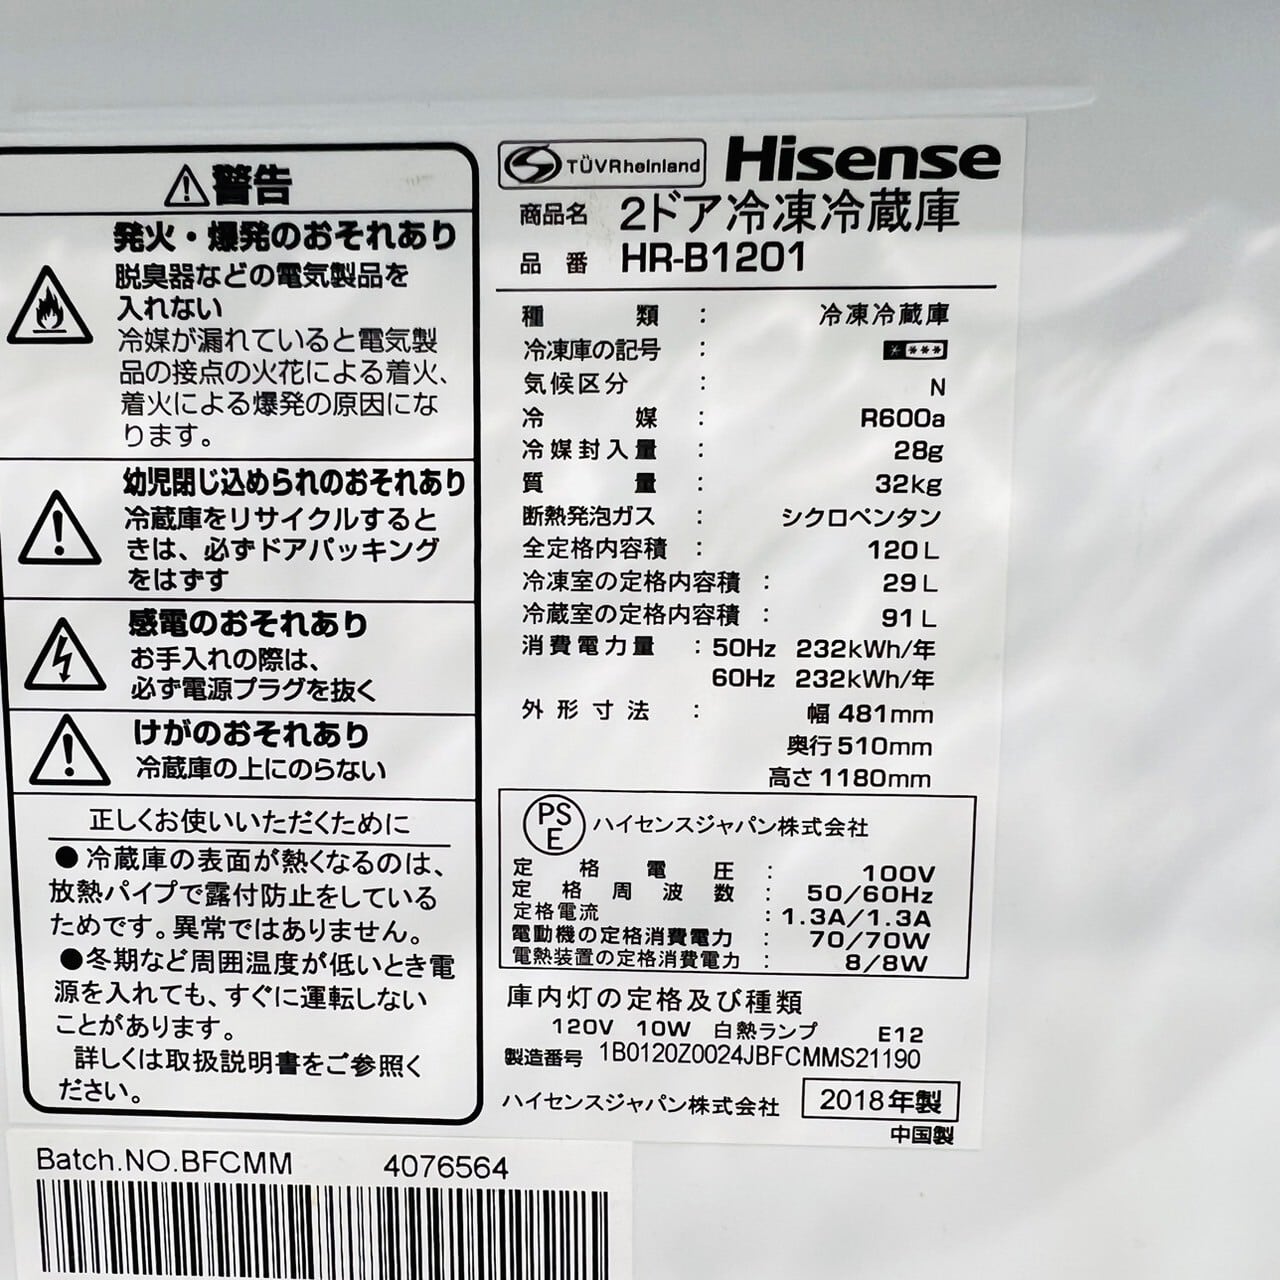 警告
発火・爆発のおそれあり
脱臭器などの電気製品を
入れない
冷媒が漏れていると電気製
品の接点の火花による着火、
着火による爆発の原因にな
ります。
幼児閉じ込められのおそれあり
冷蔵庫をリサイクルすると
きは、必ずドアパッキング
をはずす
感電のおそれあり
お手入れの際は、
必ず電源プラグを抜く
けがのおそれあり
冷蔵庫の上にのらない
正しくお使いいただくために
●冷蔵庫の表面が熱くなるのは、
放熱パイプで露付防止をしている
ためです。異常ではありません。
●冬期など周囲温度が低いとき電
源を入れても、すぐに運転しない
ことがあります。
詳しくは取扱説明書をご参照く
ださい。
TÜVRheinland Hisense
商品名 2ドア冷凍冷蔵庫
品番 HR-B1201
種類 : 冷凍冷蔵庫
冷凍庫の記号 : ****
気候区分 : N
冷媒 : R600a
冷媒封入量 : 28g
質量 : 32kg
断熱発泡ガス : シクロペンタン
全定格内容積 : 120L
冷凍室の定格内容積 : 29L
冷蔵室の定格内容積 : 91L
消費電力量 : 50Hz 232kWh/年
60Hz 232kWh/年
外形寸法 : 幅481mm
奥行510mm
高さ1180mm
PSE ハイセンスジャパン株式会社
定格電圧 : 100V
定格周波数 : 50/60Hz
定格電流 : 1.3A/1.3A
電動機の定格消費電力 : 70/70W
電熱装置の定格消費電力 : 8/8W
庫内灯の定格及び種類
120V 10W 白熱ランプ E12
製造番号 1B0120Z0024JBFCMMS21190
ハイセンスジャパン株式会社 2018年製
中国製
Batch.NO.BFCMM 4076564